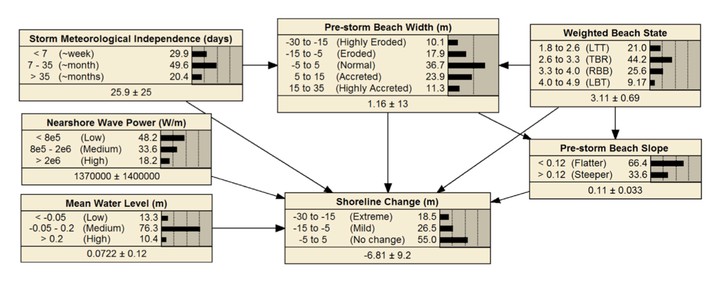 Storm Meteorological Independence (days)
< 7 (~week) 29.9
7 - 35 (~month) 49.6
> 35 (~months) 20.4
25.9 ± 25
Pre-storm Beach Width (m)
-30 to -15 (Highly Eroded) 10.1
-15 to -5 (Eroded) 17.9
-5 to 5 (Normal) 36.7
5 to 15 (Accreted) 23.9
15 to 35 (Highly Accreted) 11.3
1.16 ± 13
Weighted Beach State
1.8 to 2.6 (LTT) 21.0
2.6 to 3.3 (TBR) 44.2
3.3 to 4.0 (RBB) 25.6
4.0 to 4.9 (LBT) 9.17
3.11 ± 0.69
Nearshore Wave Power (W/m)
< 8e5 (Low) 48.2
8e5 - 2e6 (Medium) 33.6
> 2e6 (High) 18.2
1370000 ± 1400000
Pre-storm Beach Slope
< 0.12 (Flatter) 66.4
> 0.12 (Steeper) 33.6
0.11 ± 0.033
Mean Water Level (m)
< -0.05 (Low) 13.3
-0.05 - 0.2 (Medium) 76.3
> 0.2 (High) 10.4
0.0722 ± 0.12
Shoreline Change (m)
-30 to -15 (Extreme) 18.5
-15 to -5 (Mild) 26.5
-5 to 5 (No change) 55.0
-6.81 ± 9.2